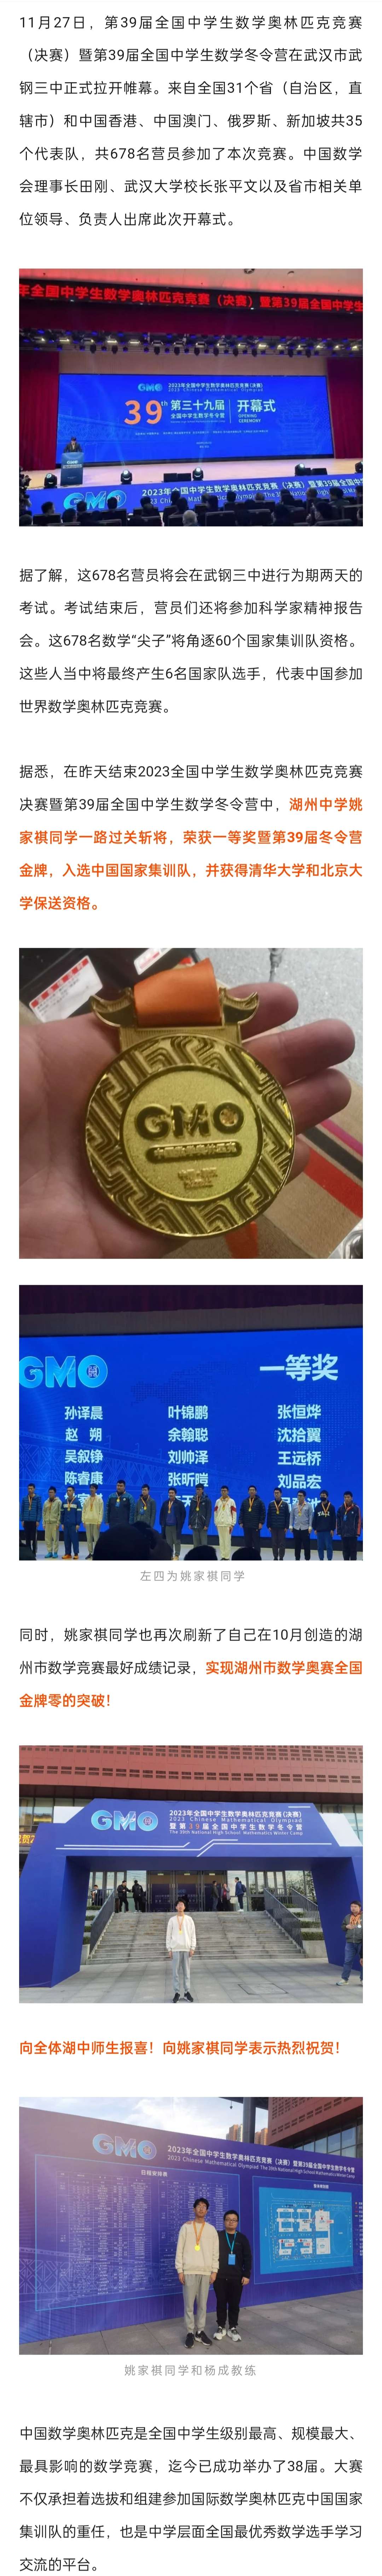 11月27日，第39届全国中学生数学奥林匹克竞赛
（决赛）暨第39届全国中学生数学冬令营在武汉市武
钢三中正式拉开帷幕。来自全国31个省（自治区，直
辖市）和中国香港、中国澳门、俄罗斯、新加坡共35
个代表队，共678名营员参加了本次竞赛。中国数学
会理事长田刚、武汉大学校长张平文以及省市相关单
位领导、负责人出席此次开幕式。
年全国中学生数学奥林匹克竞赛（决赛）暨第39届全国中学生
2023年全国中学生数学奥林匹克竞赛(决赛)
2023 Chinese Mathematical Olympiad
39th 第三十九届 开幕式
全国中学生数学冬令营 OPENING CEREMONY
2023年全国中学生数学奥林匹克竞赛（决赛）暨第39届全国中学
据了解，这678名营员将会在武钢三中进行为期两天的
考试。考试结束后，营员们还将参加科学家精神报告
会。这678名数学“尖子”将角逐60个国家集训队资格。
这些人当中将最终产生6名国家队选手，代表中国参加
世界数学奥林匹克竞赛。
据悉，在昨天结束2023全国中学生数学奥林匹克竞赛
决赛暨第39届全国中学生数学冬令营中，湖州中学姚
家祺同学一路过关斩将，荣获一等奖暨第39届冬令营
金牌，入选中国国家集训队，并获得清华大学和北京大
学保送资格。
GMO
GMO 一等奖
孙译晨 叶锦鹏 张恒烨
赵 朔 余翰聪 沈拾翼
吴叙铮 刘帅泽 王远桥
陈睿康 张昕暟 刘品宏
左四为姚家祺同学
同时，姚家祺同学也再次刷新了自己在10月创造的湖
州市数学竞赛最好成绩记录，实现湖州市数学奥赛全国
金牌零的突破！
GMO 2023年全国中学生数学奥林匹克竞赛(决赛)
2023 Chinese Mathematical Olympiad
暨第39届全国中学生数学冬令营
The 39th National High School Mathematics Winter Camp
向全体湖中师生报喜！向姚家祺同学表示热烈祝贺！
GMO 2023年全国中学生数学奥林匹克竞赛（决赛）暨第39届全国中学生数学冬令营
2023 Chinese Mathematical Olympiad The 39th National High School Mathematics Winter Camp
日程安排表
姚家祺同学和杨成教练
中国数学奥林匹克是全国中学生级别最高、规模最大、
最具影响的数学竞赛，迄今已成功举办了38届。大赛
不仅承担着选拔和组建参加国际数学奥林匹克中国国家
集训队的重任，也是中学层面全国最优秀数学选手学习
交流的平台。